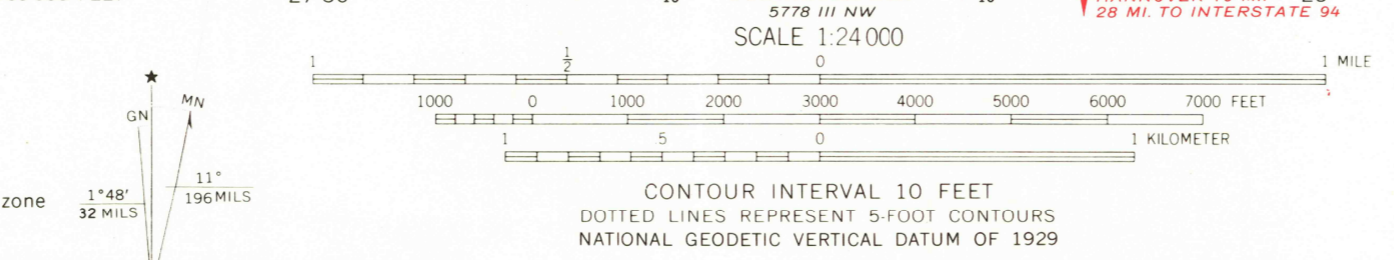 5778 III NW
28 MI. TO INTERSTATE 94
SCALE 1:24 000
1 1/2 0 1 MILE
1000 0 1000 2000 3000 4000 5000 6000 7000 FEET
1 5 0 1 KILOMETER
CONTOUR INTERVAL 10 FEET
DOTTED LINES REPRESENT 5-FOOT CONTOURS
NATIONAL GEODETIC VERTICAL DATUM OF 1929
★
GN
MN
zone
1°48′
32 MILS
11°
196 MILS